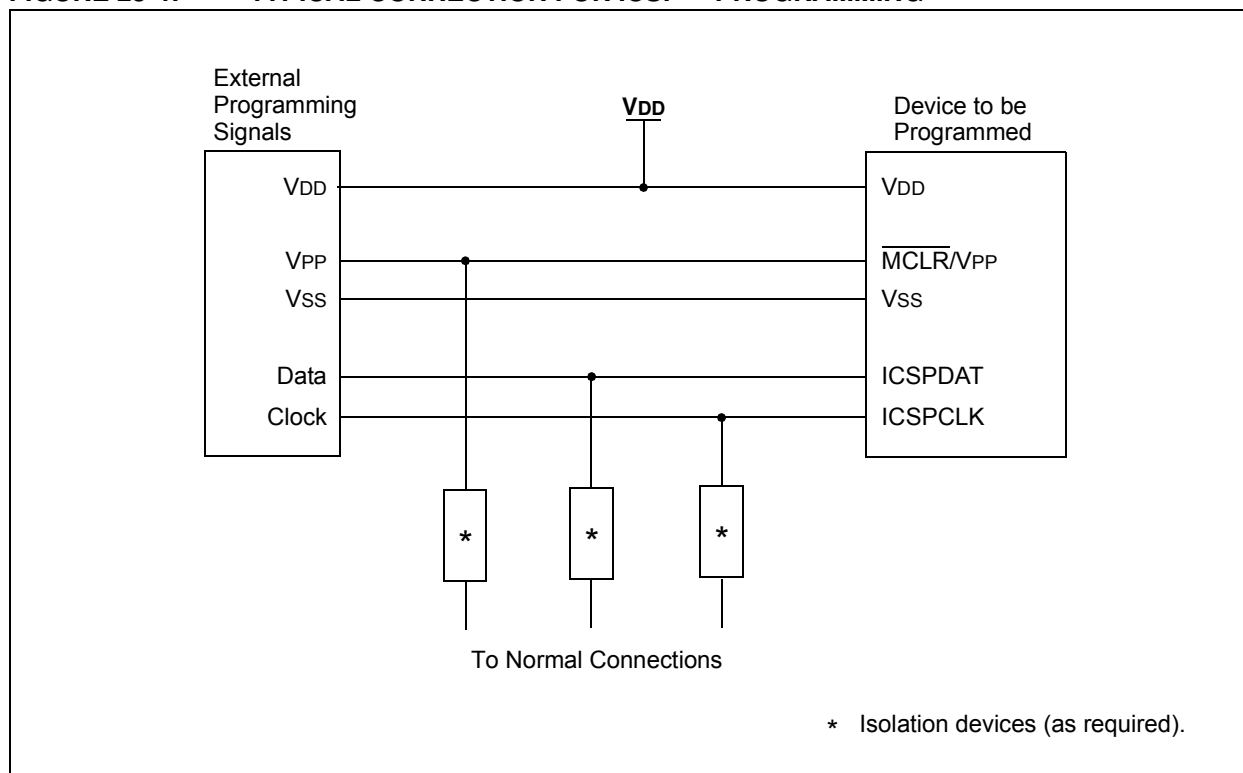 External
Programming
Signals
VDD
Device to be
Programmed
VDD
VDD
VPP
MCLR/VPP
VSS
VSS
Data
ICSPDAT
Clock
ICSPCLK
*
*
*
To Normal Connections
* Isolation devices (as required).